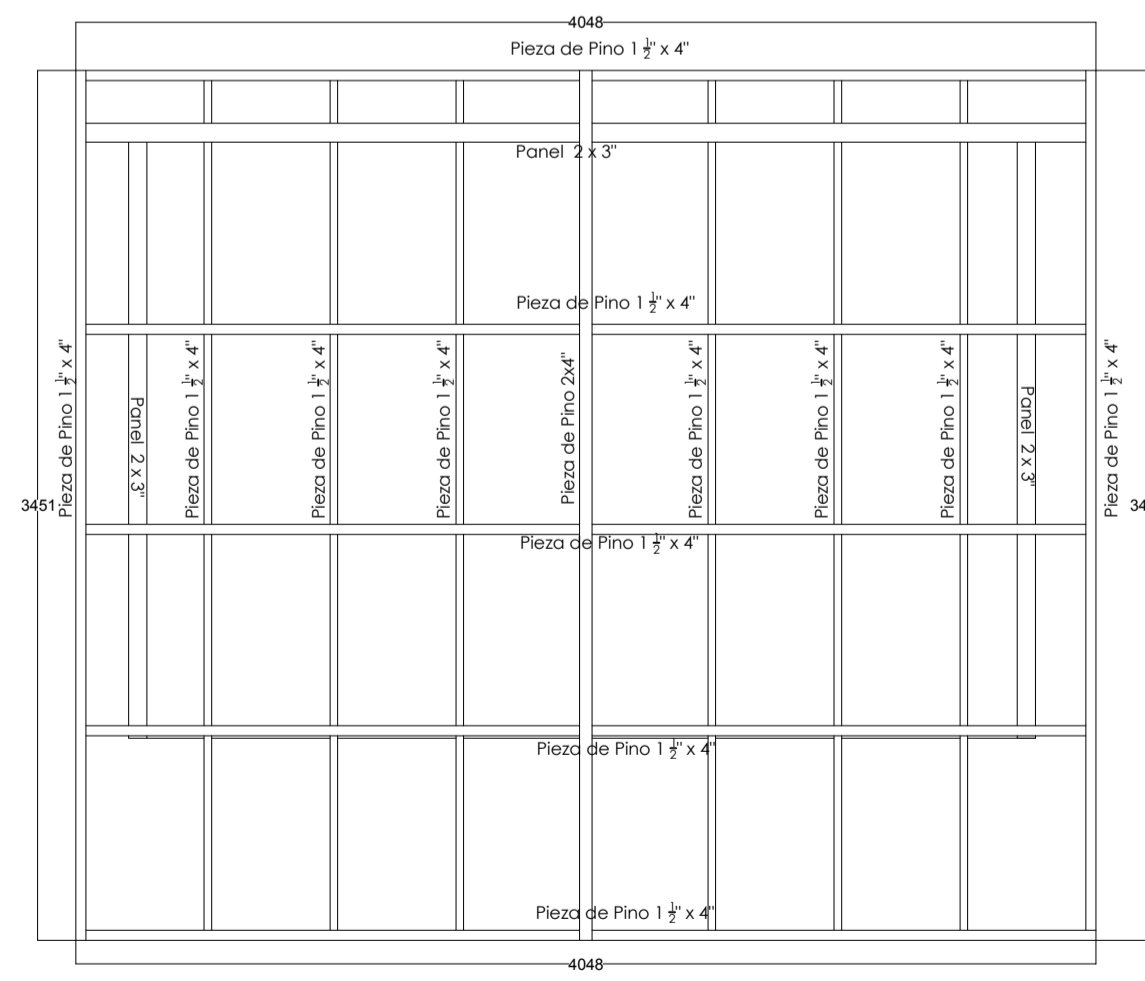 4048
Pieza de Pino 1 1/2" x 4"
Panel 2 x 3"
Pieza de Pino 1 1/2" x 4"
Pieza de Pino 1 1/2" x 4"
Panel 2 x 3"
Pieza de Pino 1 1/2" x 4"
Pieza de Pino 1 1/2" x 4"
Pieza de Pino 1 1/2" x 4"
Pieza de Pino 2x4"
Pieza de Pino 1 1/2" x 4"
Pieza de Pino 1 1/2" x 4"
Pieza de Pino 1 1/2" x 4"
Panel 2 x 3"
Pieza de Pino 1 1/2" x 4"
3451
34
Pieza de Pino 1 1/2" x 4"
Pieza de Pino 1 1/2" x 4"
Pieza de Pino 1 1/2" x 4"
4048